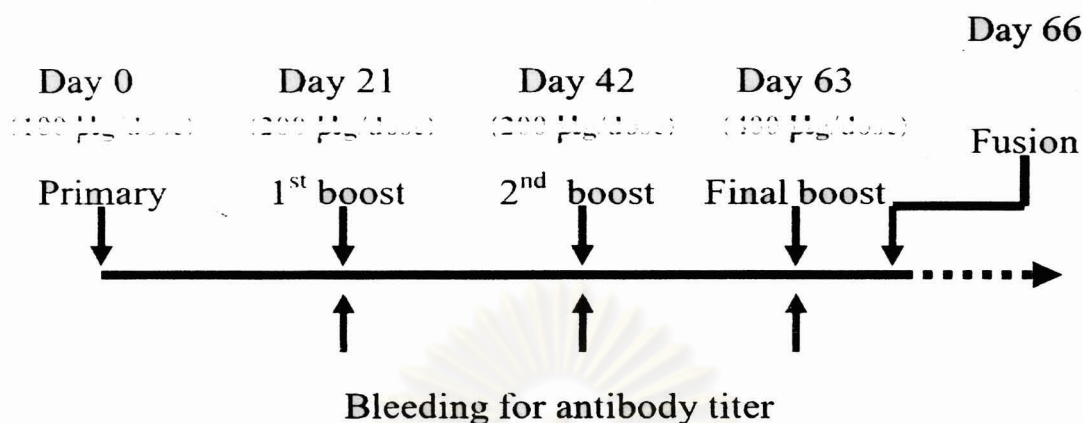 Day 66
Day 0 Day 21 Day 42 Day 63
Fusion
Primary 1st boost 2nd boost Final boost
Bleeding for antibody titer